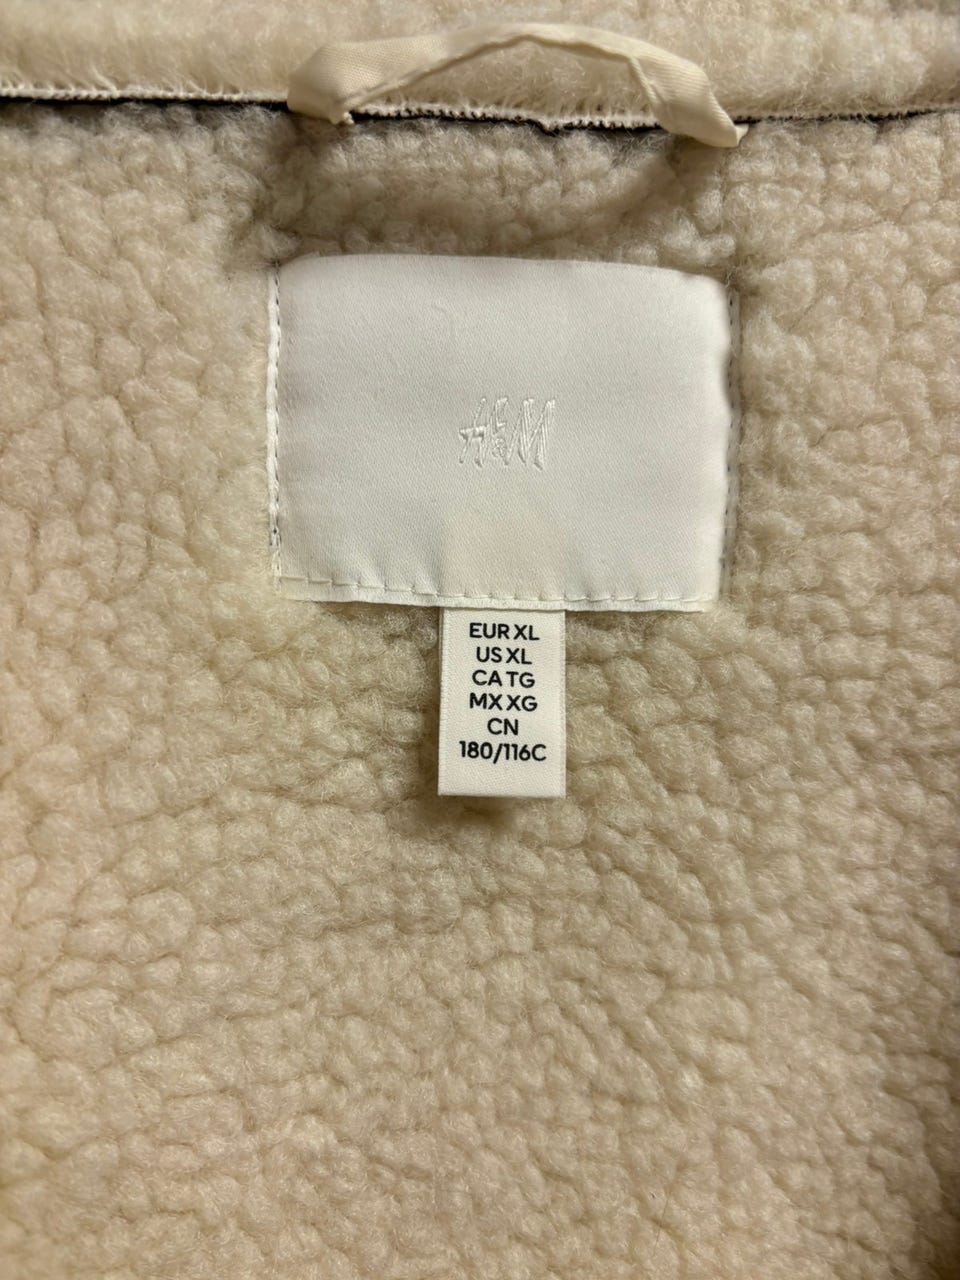 H&M
EUR XL
US XL
CA TG
MX XG
CN
180/116C